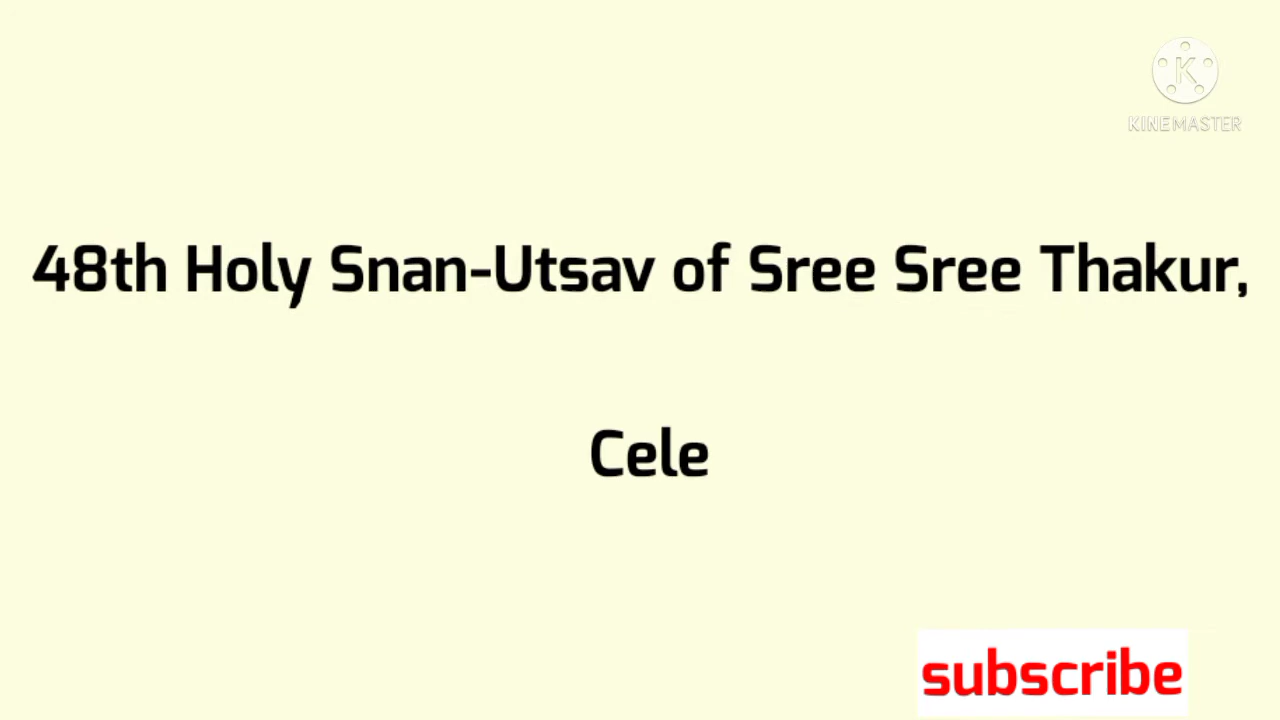 KINEMASTER
48th Holy Snan-Utsav of Sree Sree Thakur,
Cele
subscribe